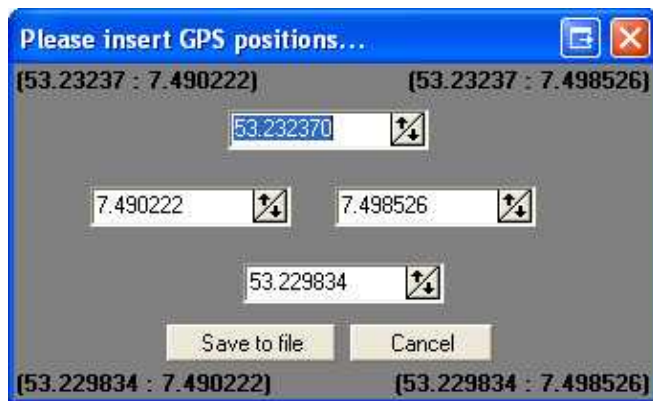 Please insert GPS positions...
(53.23237 : 7.490222) (53.23237 : 7.498526)
53.232370
7.490222 7.498526
53.229834
Save to file Cancel
(53.229834 : 7.490222) (53.229834 : 7.498526)